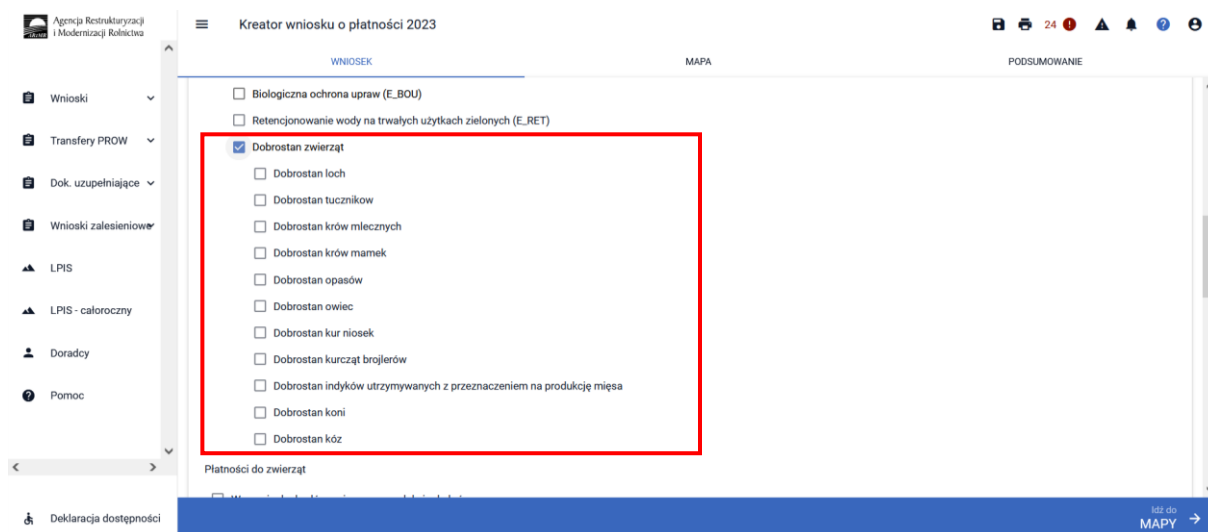 Agencja Restrukturyzacji
i Modernizacji Rolnictwa
Kreator wniosku o płatności 2023
24
WNIOSEK
MAPA
PODSUMOWANIE
Wnioski
Transfery PROW
Dok. uzupełniające
Wnioski zalesieniowe
LPIS
LPIS - całoroczny
Doradcy
Pomoc
Deklaracja dostępności
Biologiczna ochrona upraw (E_BOU)
Retencjonowanie wody na trwałych użytkach zielonych (E_RET)
Dobrostan zwierząt
Dobrostan loch
Dobrostan tucznikow
Dobrostan krów mlecznych
Dobrostan krów mamek
Dobrostan opasów
Dobrostan owiec
Dobrostan kur niosek
Dobrostan kurcząt brojlerów
Dobrostan indyków utrzymywanych z przeznaczeniem na produkcję mięsa
Dobrostan koni
Dobrostan kóz
Płatności do zwierząt
Idź do
MAPY